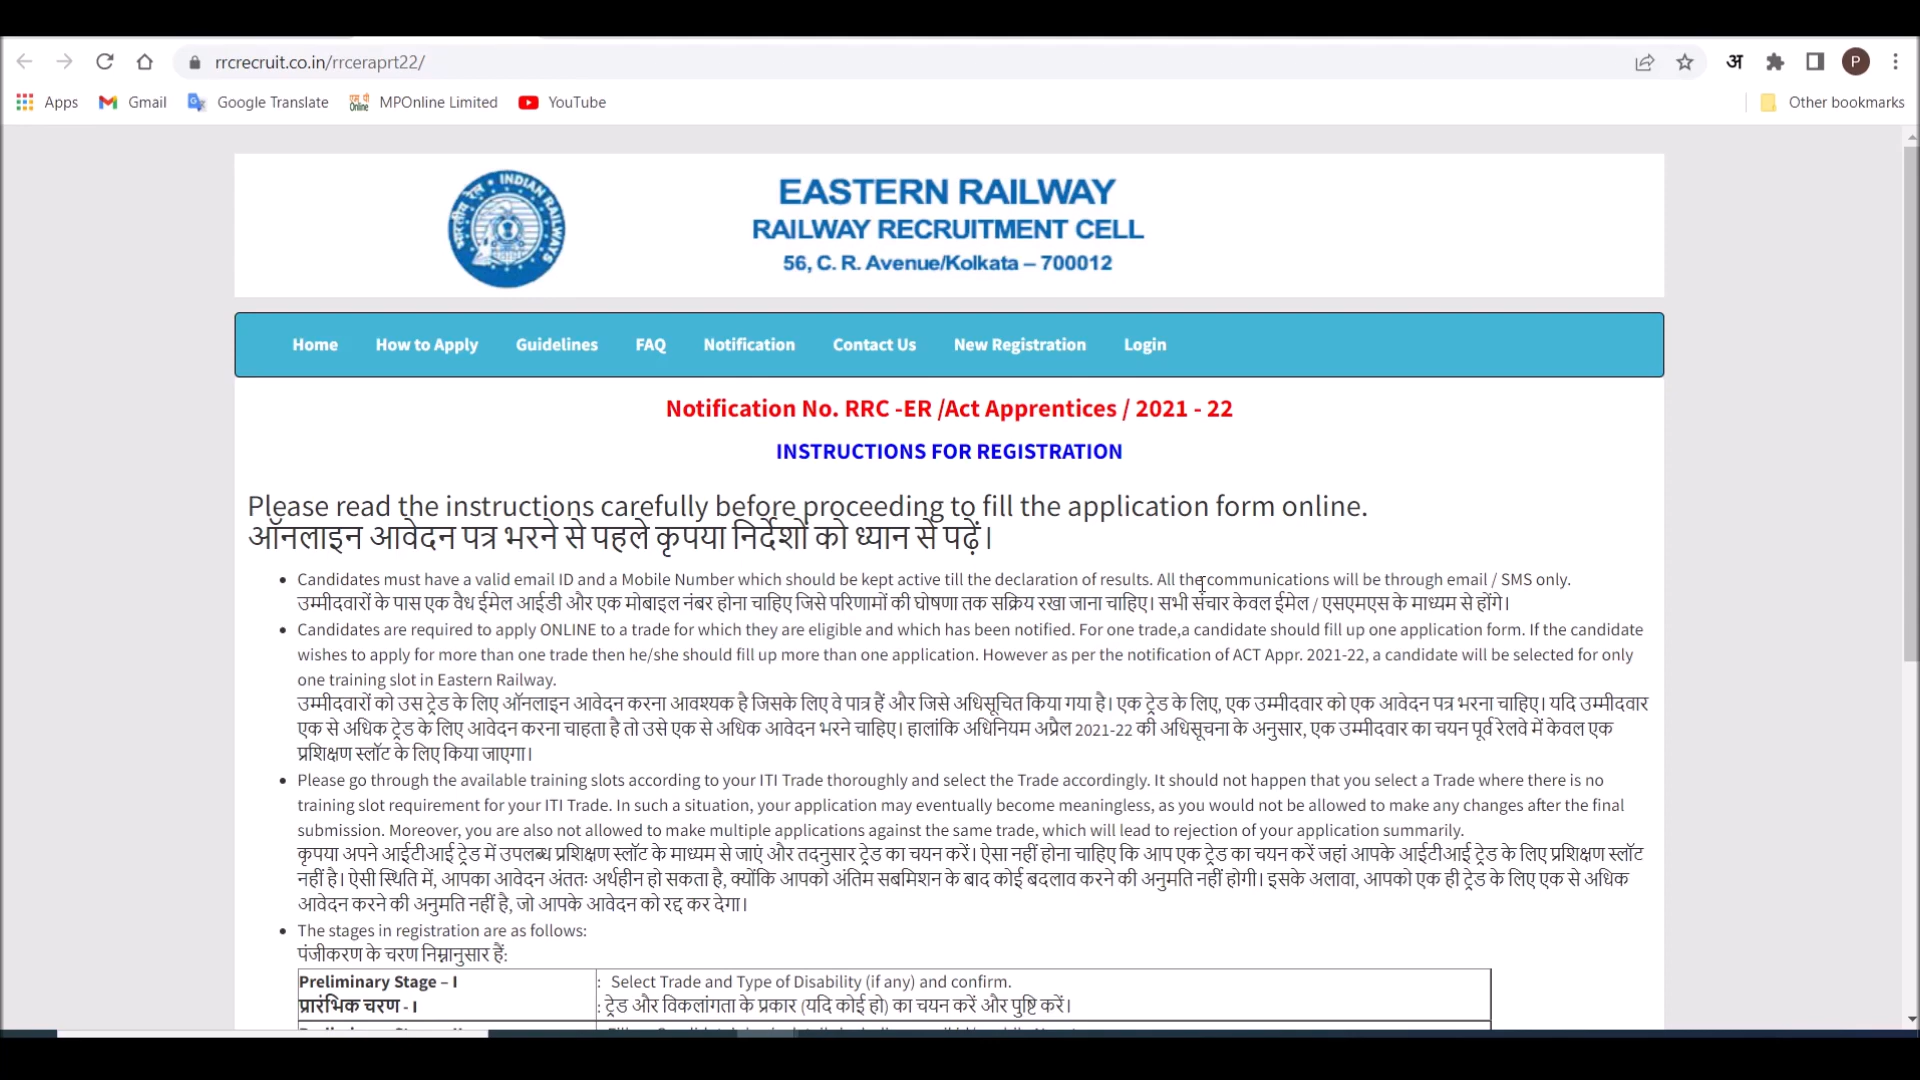 rrcrecruit.co.in/rrceraprt22/
अ
P
Apps
Gmail
Google Translate
MPOnline Limited
YouTube
Other bookmarks
EASTERN RAILWAY
RAILWAY RECRUITMENT CELL
56, C. R. Avenue/Kolkata – 700012
भारतीय रेल INDIAN RAILWAYS
Home
How to Apply
Guidelines
FAQ
Notification
Contact Us
New Registration
Login
Notification No. RRC -ER /Act Apprentices / 2021 - 22
INSTRUCTIONS FOR REGISTRATION
Please read the instructions carefully before proceeding to fill the application form online.
ऑनलाइन आवेदन पत्र भरने से पहले कृपया निर्देशों को ध्यान से पढ़ें।
Candidates must have a valid email ID and a Mobile Number which should be kept active till the declaration of results. All the communications will be through email / SMS only.
उम्मीदवारों के पास एक वैध ईमेल आईडी और एक मोबाइल नंबर होना चाहिए जिसे परिणामों की घोषणा तक सक्रिय रखा जाना चाहिए। सभी संचार केवल ईमेल / एसएमएस के माध्यम से होंगे।
Candidates are required to apply ONLINE to a trade for which they are eligible and which has been notified. For one trade,a candidate should fill up one application form. If the candidate
wishes to apply for more than one trade then he/she should fill up more than one application. However as per the notification of ACT Appr. 2021-22, a candidate will be selected for only
one training slot in Eastern Railway.
उम्मीदवारों को उस ट्रेड के लिए ऑनलाइन आवेदन करना आवश्यक है जिसके लिए वे पात्र हैं और जिसे अधिसूचित किया गया है। एक ट्रेड के लिए, एक उम्मीदवार को एक आवेदन पत्र भरना चाहिए। यदि उम्मीदवार
एक से अधिक ट्रेड के लिए आवेदन करना चाहता है तो उसे एक से अधिक आवेदन भरने चाहिए। हालांकि अधिनियम अप्रैल 2021-22 की अधिसूचना के अनुसार, एक उम्मीदवार का चयन पूर्व रेलवे में केवल एक
प्रशिक्षण स्लॉट के लिए किया जाएगा।
Please go through the available training slots according to your ITI Trade thoroughly and select the Trade accordingly. It should not happen that you select a Trade where there is no
training slot requirement for your ITI Trade. In such a situation, your application may eventually become meaningless, as you would not be allowed to make any changes after the final
submission. Moreover, you are also not allowed to make multiple applications against the same trade, which will lead to rejection of your application summarily.
कृपया अपने आईटीआई ट्रेड में उपलब्ध प्रशिक्षण स्लॉट के माध्यम से जाएं और तदनुसार ट्रेड का चयन करें। ऐसा नहीं होना चाहिए कि आप एक ट्रेड का चयन करें जहां आपके आईटीआई ट्रेड के लिए प्रशिक्षण स्लॉट
नहीं है। ऐसी स्थिति में, आपका आवेदन अंततः अर्थहीन हो सकता है, क्योंकि आपको अंतिम सबमिशन के बाद कोई बदलाव करने की अनुमति नहीं होगी। इसके अलावा, आपको एक ही ट्रेड के लिए एक से अधिक
आवेदन करने की अनुमति नहीं है, जो आपके आवेदन को रद्द कर देगा।
The stages in registration are as follows:
पंजीकरण के चरण निम्नानुसार हैं:
Preliminary Stage – I : Select Trade and Type of Disability (if any) and confirm.
प्रारंभिक चरण - I : ट्रेड और विकलांगता के प्रकार (यदि कोई हो) का चयन करें और पुष्टि करें।